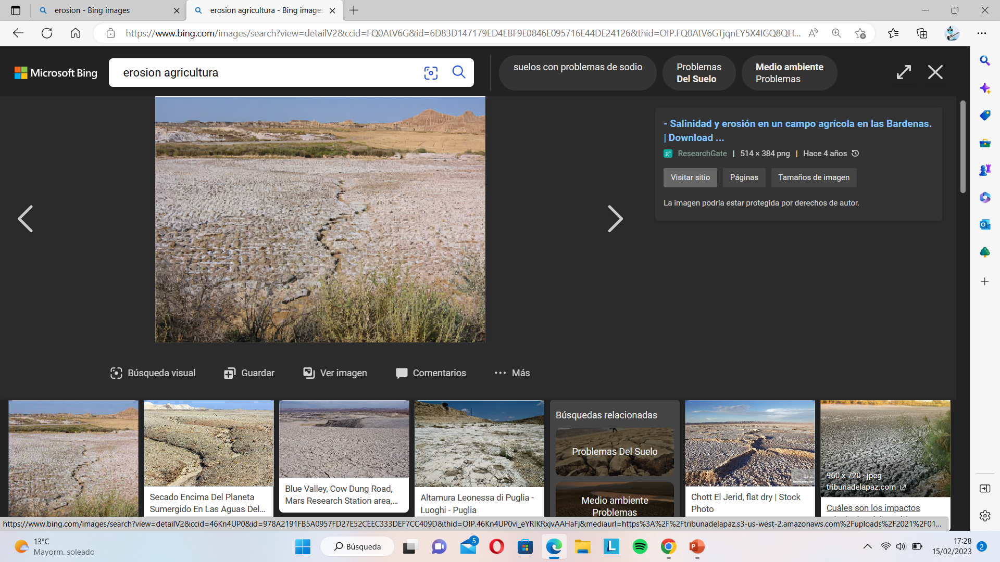 erosion - Bing images
erosion agricultura - Bing images
https://www.bing.com/images/search?view=detailV2&ccid=FQ0AtV6G&id=6D83D147179ED4EBF9E0846E095716E44DE24126&thid=OIP.FQ0AtV6GTjqnEY5X4IGQ8QH...
Microsoft Bing
erosion agricultura
suelos con problemas de sodio
Problemas
Del Suelo
Medio ambiente
Problemas
- Salinidad y erosión en un campo agrícola en las Bardenas.
| Download ...
ResearchGate | 514 × 384 png | Hace 4 años
Visitar sitio
Páginas
Tamaños de imagen
La imagen podría estar protegida por derechos de autor.
Búsqueda visual
Guardar
Ver imagen
Comentarios
Más
Secado Encima Del Planeta
Sumergido En Las Aguas Del...
Blue Valley, Cow Dung Road,
Mars Research Station area,...
Altamura Leonessa di Puglia -
Luoghi - Puglia
Búsquedas relacionadas
Problemas Del Suelo
Medio ambiente
Problemas
Chott El Jerid, flat dry | Stock
Photo
960 x 720 · jpeg
tribunadelapaz.com
Cuáles son los impactos
https://www.bing.com/images/search?view=detailV2&ccid=46Kn4UP0&id=978A2191FB5A0957FD27E52CEEC333DEF7CC409D&thid=OIP.46Kn4UP0vi_eYRIKRxjvAAHaFj&mediaurl=https%3A%2F%2Ftribunadelapaz.s3-us-west-2.amazonaws.com%2Fuploads%2F2021%2F01...
13°C
Mayorm. soleado
Búsqueda
5
17:28
15/02/2023
2